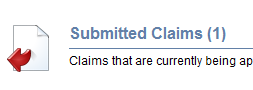 Submitted Claims (1)
Claims that are currently being ap